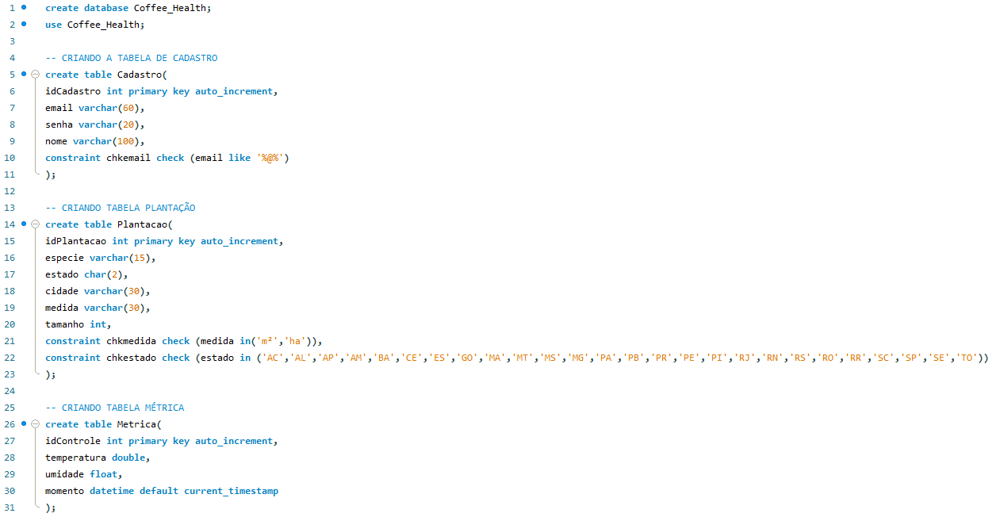 1 create database Coffee_Health;
2 use Coffee_Health;
3
4 -- CRIANDO A TABELA DE CADASTRO
5 create table Cadastro(
6 idCadastro int primary key auto_increment,
7 email varchar(60),
8 senha varchar(20),
9 nome varchar(100),
10 constraint chkemail check (email like '%@%')
11 );
12
13 -- CRIANDO TABELA PLANTAÇÃO
14 create table Plantacao(
15 idPlantacao int primary key auto_increment,
16 especie varchar(15),
17 estado char(2),
18 cidade varchar(30),
19 medida varchar(30),
20 tamanho int,
21 constraint chkmedida check (medida in('m²','ha')),
22 constraint chkestado check (estado in ('AC','AL','AP','AM','BA','CE','ES','GO','MA','MT','MS','MG','PA','PB','PR','PE','PI','RJ','RN','RS','RO','RR','SC','SP','SE','TO'))
23 );
24
25 -- CRIANDO TABELA MÉTRICA
26 create table Metrica(
27 idControle int primary key auto_increment,
28 temperatura double,
29 umidade float,
30 momento datetime default current_timestamp
31 );